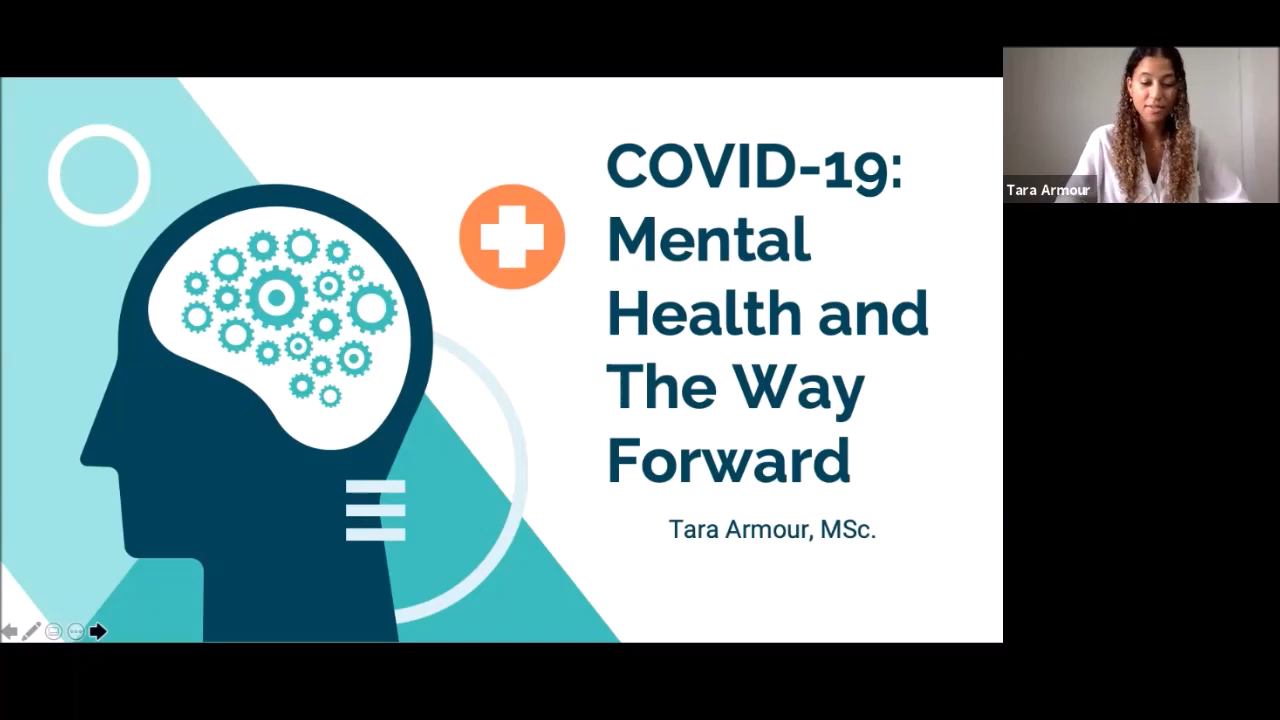 COVID-19:
Mental
Health and
The Way
Forward
Tara Armour, MSc.
Tara Armour